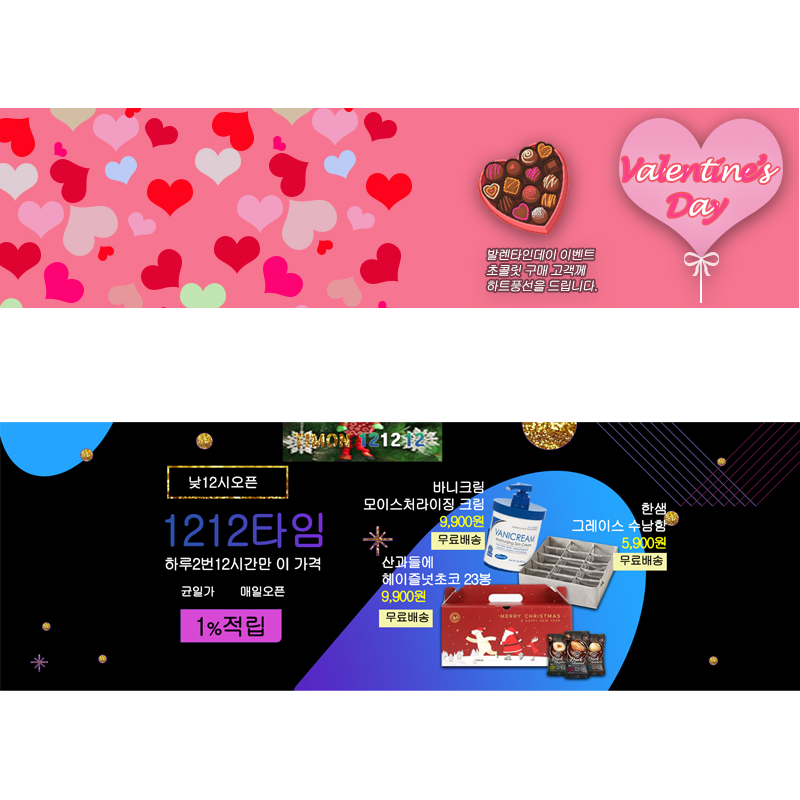 Valentine's
Day
발렌타인데이 이벤트
초콜릿 구매 고객께
하트풍선을 드립니다.
TIMON 121212
낮12시오픈
1212타임
하루2번12시간만 이 가격
균일가 매일오픈
1%적립
바니크림
모이스처라이징 크림
9,900원
무료배송
VANICREAM
한샘
그레이스 수납함
5,900원
무료배송
산과들에
헤이즐넛초코 23봉
9,900원
무료배송
MERRY CHRISTMAS
& HAPPY NEW YEAR